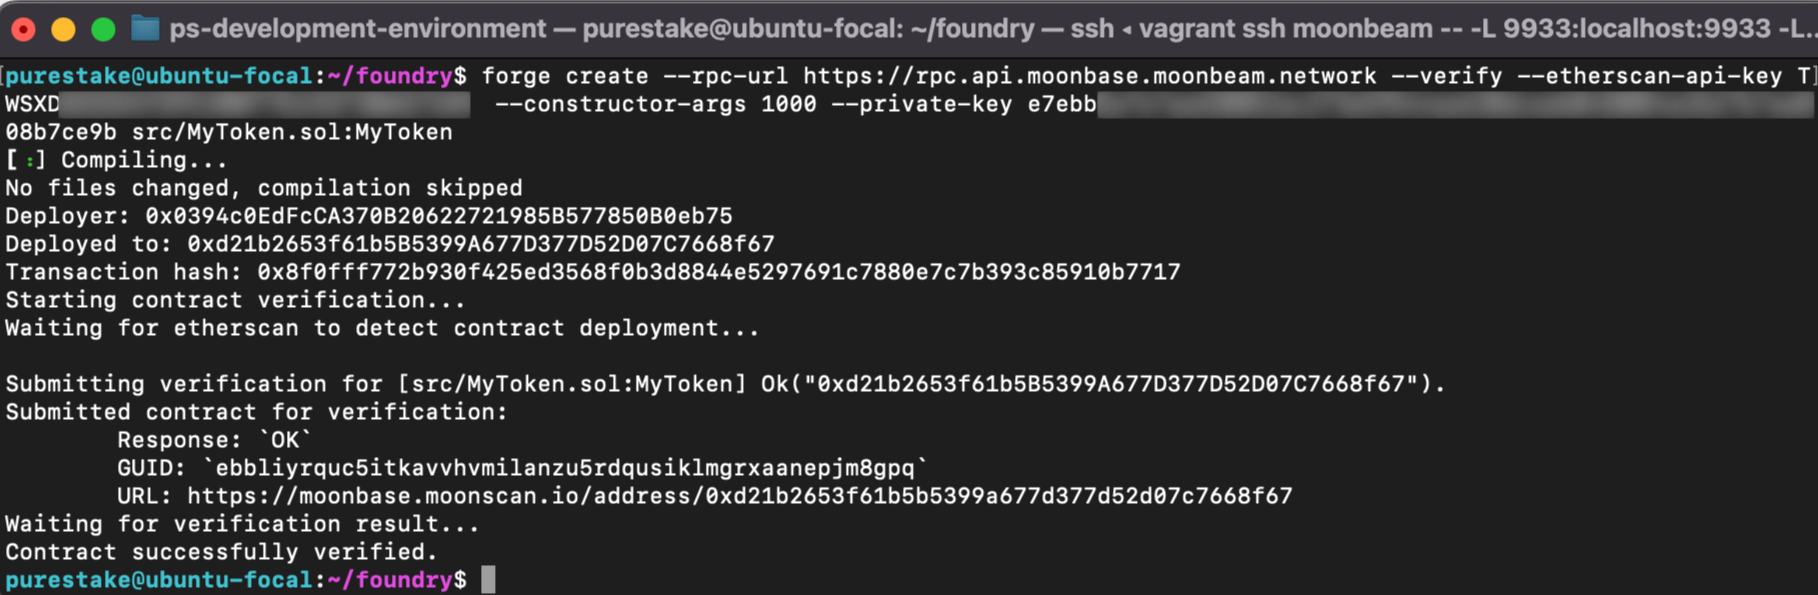 ps-development-environment — purestake@ubuntu-focal: ~/foundry — ssh ◂ vagrant ssh moonbeam -- -L 9933:localhost:9933 -L...
[purestake@ubuntu-focal:~/foundry$ forge create --rpc-url https://rpc.api.moonbase.moonbeam.network --verify --etherscan-api-key T]
WSXD --constructor-args 1000 --private-key e7ebb
08b7ce9b src/MyToken.sol:MyToken
[⠰] Compiling...
No files changed, compilation skipped
Deployer: 0x0394c0EdFcCA370B20622721985B577850B0eb75
Deployed to: 0xd21b2653f61b5B5399A677D377D52D07C7668f67
Transaction hash: 0x8f0fff772b930f425ed3568f0b3d8844e5297691c7880e7c7b393c85910b7717
Starting contract verification...
Waiting for etherscan to detect contract deployment...
Submitting verification for [src/MyToken.sol:MyToken] Ok("0xd21b2653f61b5B5399A677D377D52D07C7668f67").
Submitted contract for verification:
Response: `OK`
GUID: `ebbliyrquc5itkavvhvmilanzu5rdqusiklmgrxaanepjm8gpq`
URL: https://moonbase.moonscan.io/address/0xd21b2653f61b5b5399a677d377d52d07c7668f67
Waiting for verification result...
Contract successfully verified.
purestake@ubuntu-focal:~/foundry$